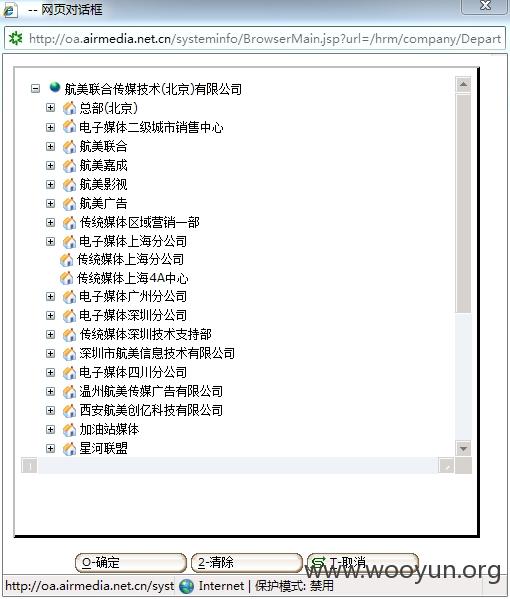 -- 网页对话框
http://oa.airmedia.net.cn/systeminfo/BrowserMain.jsp?url=/hrm/company/Depart
航美联合传媒技术(北京)有限公司
总部(北京)
电子媒体二级城市销售中心
航美联合
航美嘉成
航美影视
航美广告
传统媒体区域营销一部
电子媒体上海分公司
传统媒体上海分公司
传统媒体上海4A中心
电子媒体广州分公司
电子媒体深圳分公司
传统媒体深圳技术支持部
深圳市航美信息技术有限公司
电子媒体四川分公司
温州航美传媒广告有限公司
西安航美创亿科技有限公司
加油站媒体
星河联盟
O-确定 2-清除 T-取消
www.wooyun.org
http://oa.airmedia.net.cn/syst Internet | 保护模式: 禁用